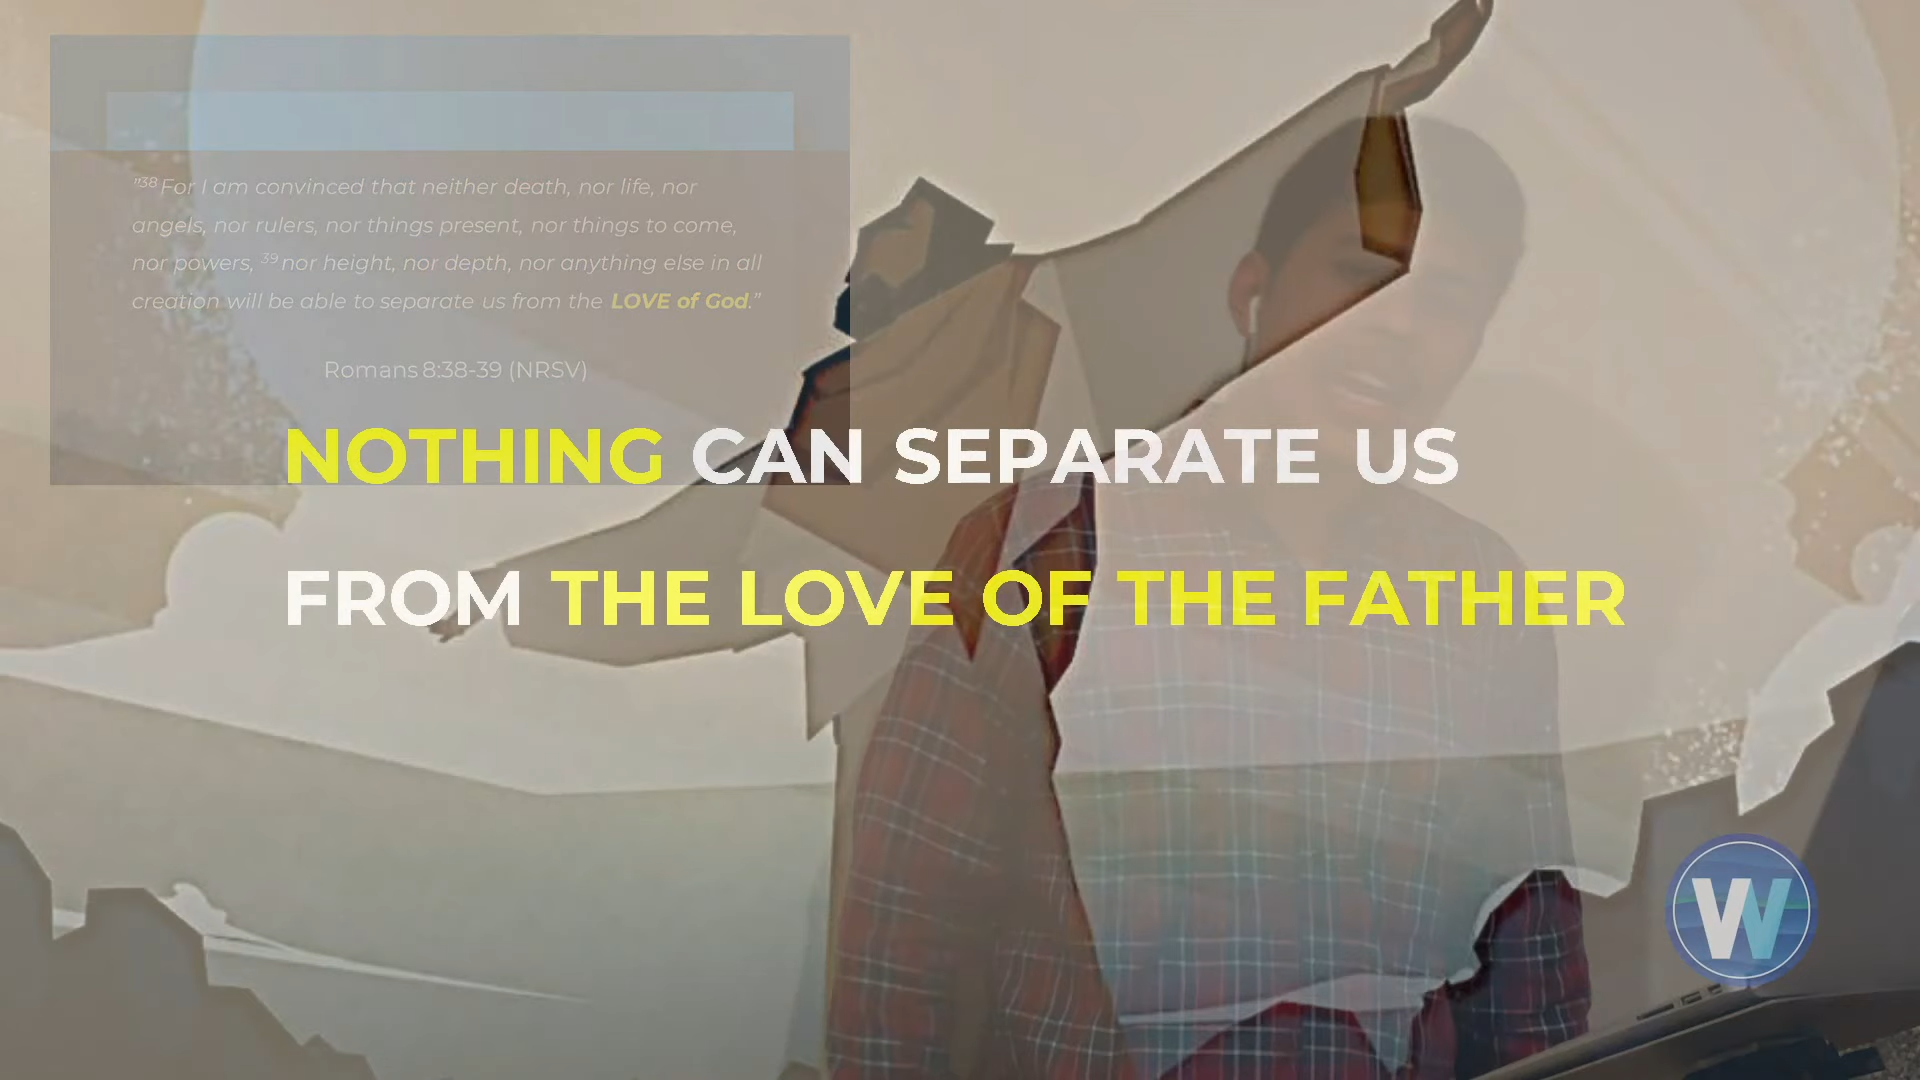 "38 For I am convinced that neither death, nor life, nor
angels, nor rulers, nor things present, nor things to come,
nor powers, 39 nor height, nor depth, nor anything else in all
creation will be able to separate us from the LOVE of God."
Romans 8:38-39 (NRSV)
NOTHING CAN SEPARATE US
FROM THE LOVE OF THE FATHER
W